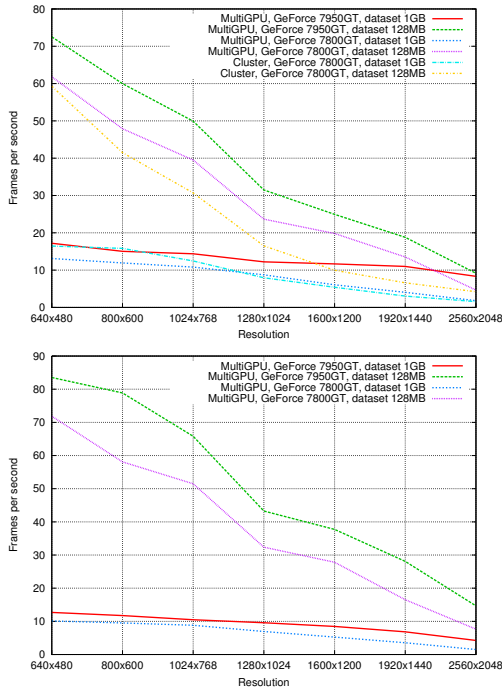 80
70
60
50
40
30
20
10
0
Frames per second
MultiGPU, GeForce 7950GT, dataset 1GB
MultiGPU, GeForce 7950GT, dataset 128MB
MultiGPU, GeForce 7800GT, dataset 1GB
MultiGPU, GeForce 7800GT, dataset 128MB
Cluster, GeForce 7800GT, dataset 1GB
Cluster, GeForce 7800GT, dataset 128MB
640x480 800x600 1024x768 1280x1024 1600x1200 1920x1440 2560x2048
Resolution
90
80
70
60
50
40
30
20
10
0
Frames per second
MultiGPU, GeForce 7950GT, dataset 1GB
MultiGPU, GeForce 7950GT, dataset 128MB
MultiGPU, GeForce 7800GT, dataset 1GB
MultiGPU, GeForce 7800GT, dataset 128MB
640x480 800x600 1024x768 1280x1024 1600x1200 1920x1440 2560x2048
Resolution